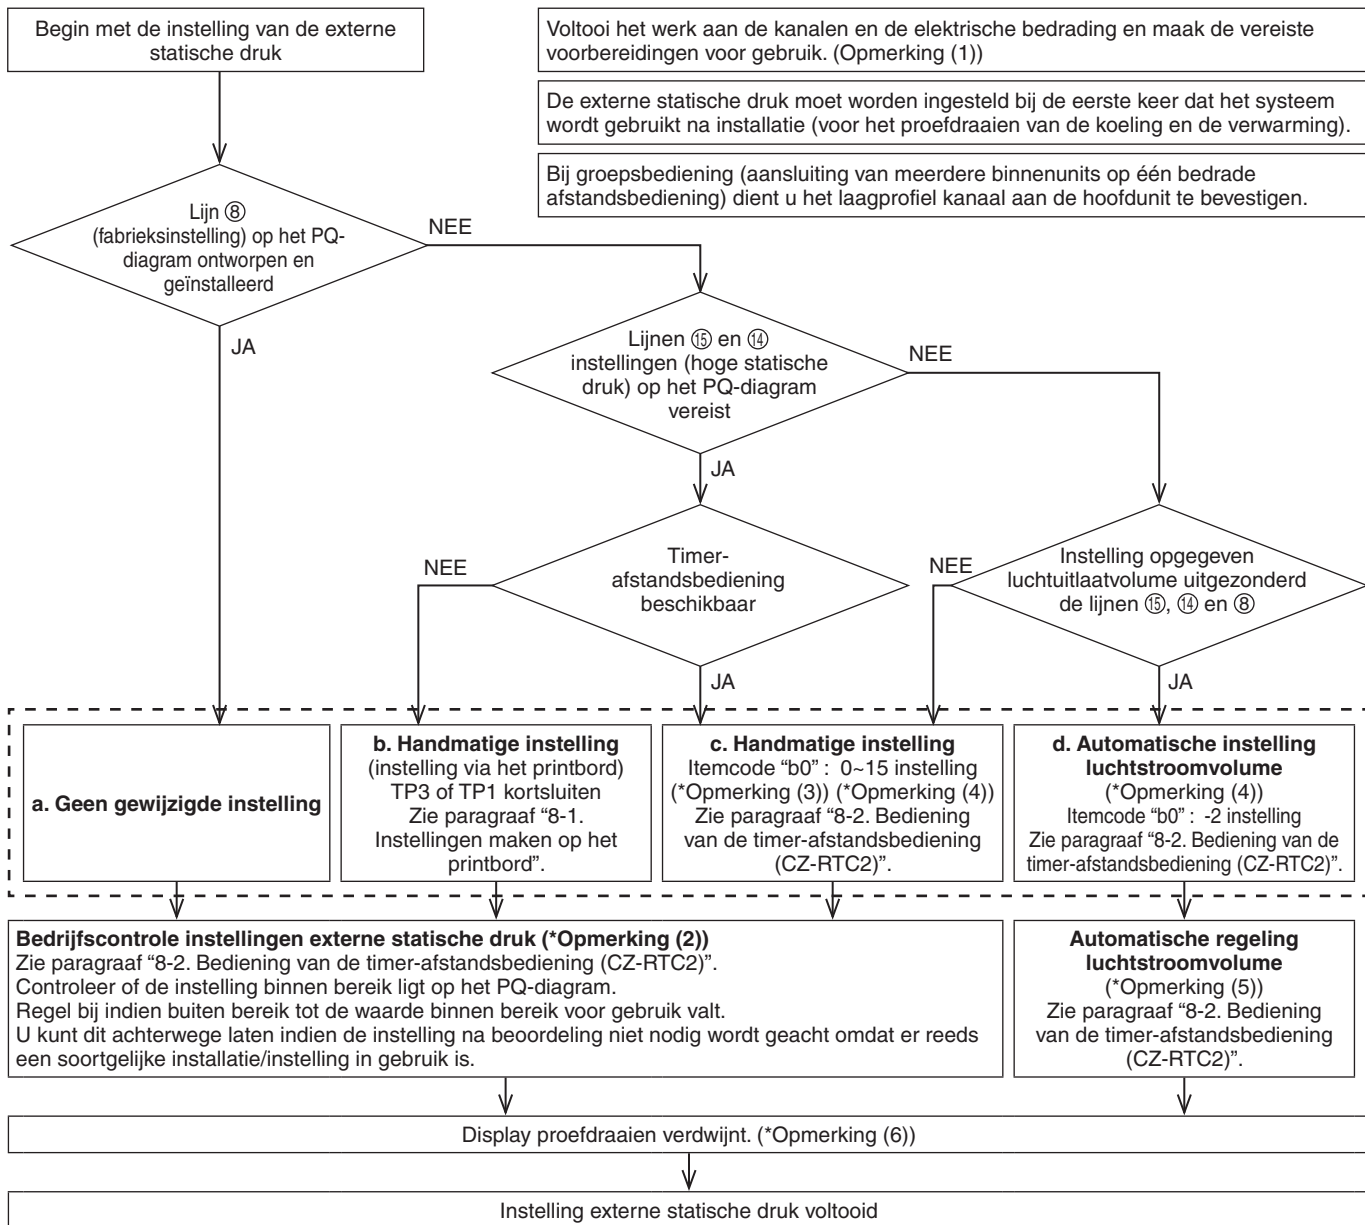 Begin met de instelling van de externe
statische druk
Voltooi het werk aan de kanalen en de elektrische bedrading en maak de vereiste
voorbereidingen voor gebruik. (Opmerking (1))
De externe statische druk moet worden ingesteld bij de eerste keer dat het systeem
wordt gebruikt na installatie (voor het proefdraaien van de koeling en de verwarming).
Bij groepsbediening (aansluiting van meerdere binnenunits op één bedrade
afstandsbediening) dient u het laagprofiel kanaal aan de hoofdunit te bevestigen.
Lijn ⑧
(fabrieksinstelling) op het PQ-
diagram ontworpen en
geïnstalleerd
NEE
JA
Lijnen ⑮ en ⑭
instellingen (hoge statische
druk) op het PQ-diagram
vereist
NEE
JA
Timer-
afstandsbediening
beschikbaar
NEE
JA
Instelling opgegeven
luchtuitlaatvolume uitgezonderd
de lijnen ⑮, ⑭ en ⑧
NEE
JA
a. Geen gewijzigde instelling
b. Handmatige instelling
(instelling via het printbord)
TP3 of TP1 kortsluiten
Zie paragraaf “8-1.
Instellingen maken op het
printbord”.
c. Handmatige instelling
Itemcode “b0” : 0~15 instelling
(*Opmerking (3)) (*Opmerking (4))
Zie paragraaf “8-2. Bediening
van de timer-afstandsbediening
(CZ-RTC2)”.
d. Automatische instelling
luchtstroomvolume
(*Opmerking (4))
Itemcode “b0” : -2 instelling
Zie paragraaf “8-2. Bediening van de
timer-afstandsbediening (CZ-RTC2)”.
Bedrijfscontrole instellingen externe statische druk (*Opmerking (2))
Zie paragraaf “8-2. Bediening van de timer-afstandsbediening (CZ-RTC2)”.
Controleer of de instelling binnen bereik ligt op het PQ-diagram.
Regel bij indien buiten bereik tot de waarde binnen bereik voor gebruik valt.
U kunt dit achterwege laten indien de instelling na beoordeling niet nodig wordt geacht omdat er reeds
een soortgelijke installatie/instelling in gebruik is.
Automatische regeling
luchtstroomvolume
(*Opmerking (5))
Zie paragraaf “8-2. Bediening
van de timer-afstandsbediening
(CZ-RTC2)”.
Display proefdraaien verdwijnt. (*Opmerking (6))
Instelling externe statische druk voltooid